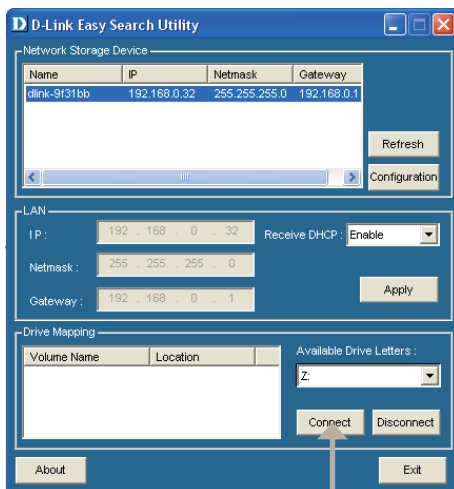 D D-Link Easy Search Utility
Network Storage Device
Name IP Netmask Gateway
dlink-9f31bb 192.168.0.32 255.255.255.0 192.168.0.1
Refresh
Configuration
LAN
IP: 192 . 168 . 0 . 32 Receive DHCP : Enable
Netmask : 255 . 255 . 255 . 0
Apply
Gateway : 192 . 168 . 0 . 1
Drive Mapping
Volume Name Location Available Drive Letters :
Z:
Connect Disconnect
About Exit